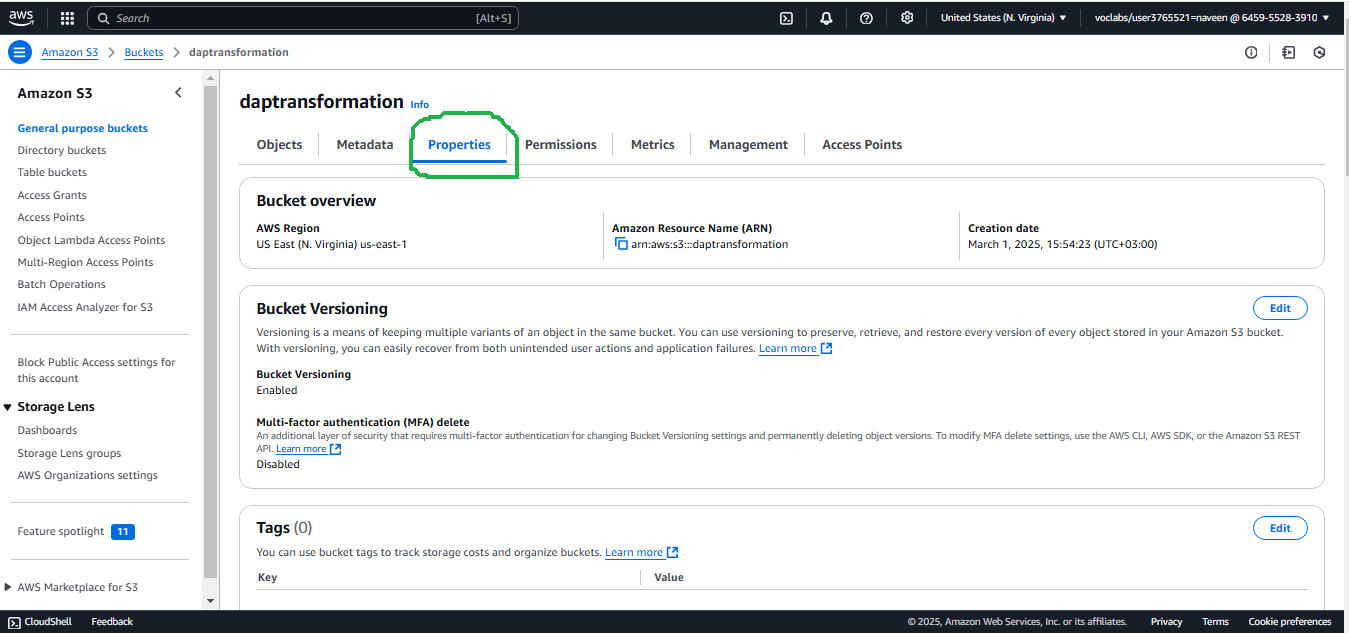 aws Search [Alt+S] United States (N. Virginia) ▼ voclabs/user3765521=naveen @ 6459-5528-3910 ▼
Amazon S3 > Buckets > daptransformation
Amazon S3
General purpose buckets
Directory buckets
Table buckets
Access Grants
Access Points
Object Lambda Access Points
Multi-Region Access Points
Batch Operations
IAM Access Analyzer for S3
Block Public Access settings for
this account
Storage Lens
Dashboards
Storage Lens groups
AWS Organizations settings
Feature spotlight 11
AWS Marketplace for S3
daptransformation Info
Objects Metadata Properties Permissions Metrics Management Access Points
Bucket overview
AWS Region
US East (N. Virginia) us-east-1
Amazon Resource Name (ARN)
arn:aws:s3:::daptransformation
Creation date
March 1, 2025, 15:54:23 (UTC+03:00)
Bucket Versioning Edit
Versioning is a means of keeping multiple variants of an object in the same bucket. You can use versioning to preserve, retrieve, and restore every version of every object stored in your Amazon S3 bucket.
With versioning, you can easily recover from both unintended user actions and application failures. Learn more
Bucket Versioning
Enabled
Multi-factor authentication (MFA) delete
An additional layer of security that requires multi-factor authentication for changing Bucket Versioning settings and permanently deleting object versions. To modify MFA delete settings, use the AWS CLI, AWS SDK, or the Amazon S3 REST
API. Learn more
Disabled
Tags (0) Edit
You can use bucket tags to track storage costs and organize buckets. Learn more
Key Value
CloudShell Feedback © 2025, Amazon Web Services, Inc. or its affiliates. Privacy Terms Cookie preferences